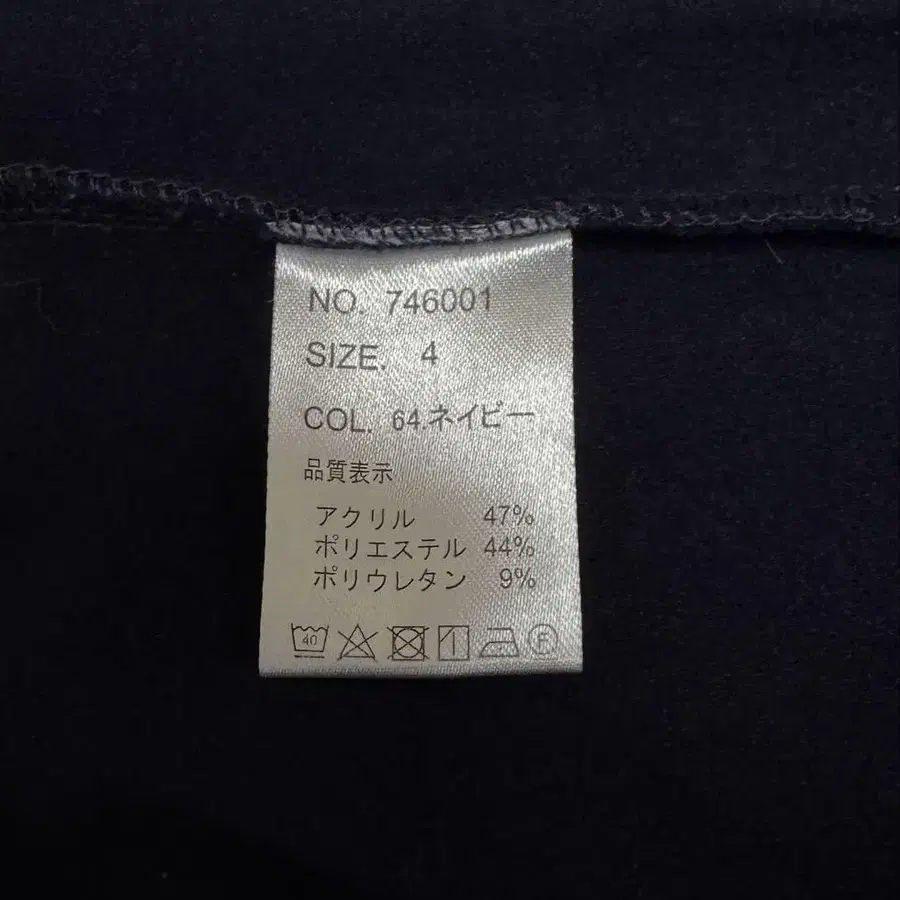 NO. 746001
SIZE. 4
COL. 64.ネイビー
品質表示
アクリル 47%
ポリエステル 44%
ポリウレタン 9%
40 F